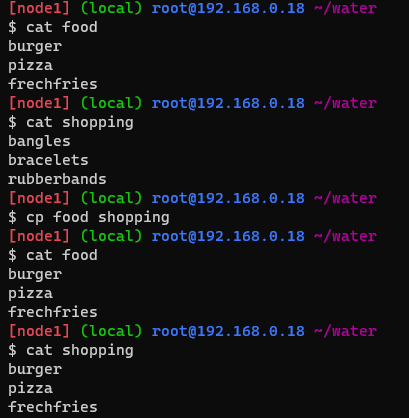 [node1] (local) root@192.168.0.18 ~/water
$ cat food
burger
pizza
frechfries
[node1] (local) root@192.168.0.18 ~/water
$ cat shopping
bangles
bracelets
rubberbands
[node1] (local) root@192.168.0.18 ~/water
$ cp food shopping
[node1] (local) root@192.168.0.18 ~/water
$ cat food
burger
pizza
frechfries
[node1] (local) root@192.168.0.18 ~/water
$ cat shopping
burger
pizza
frechfries